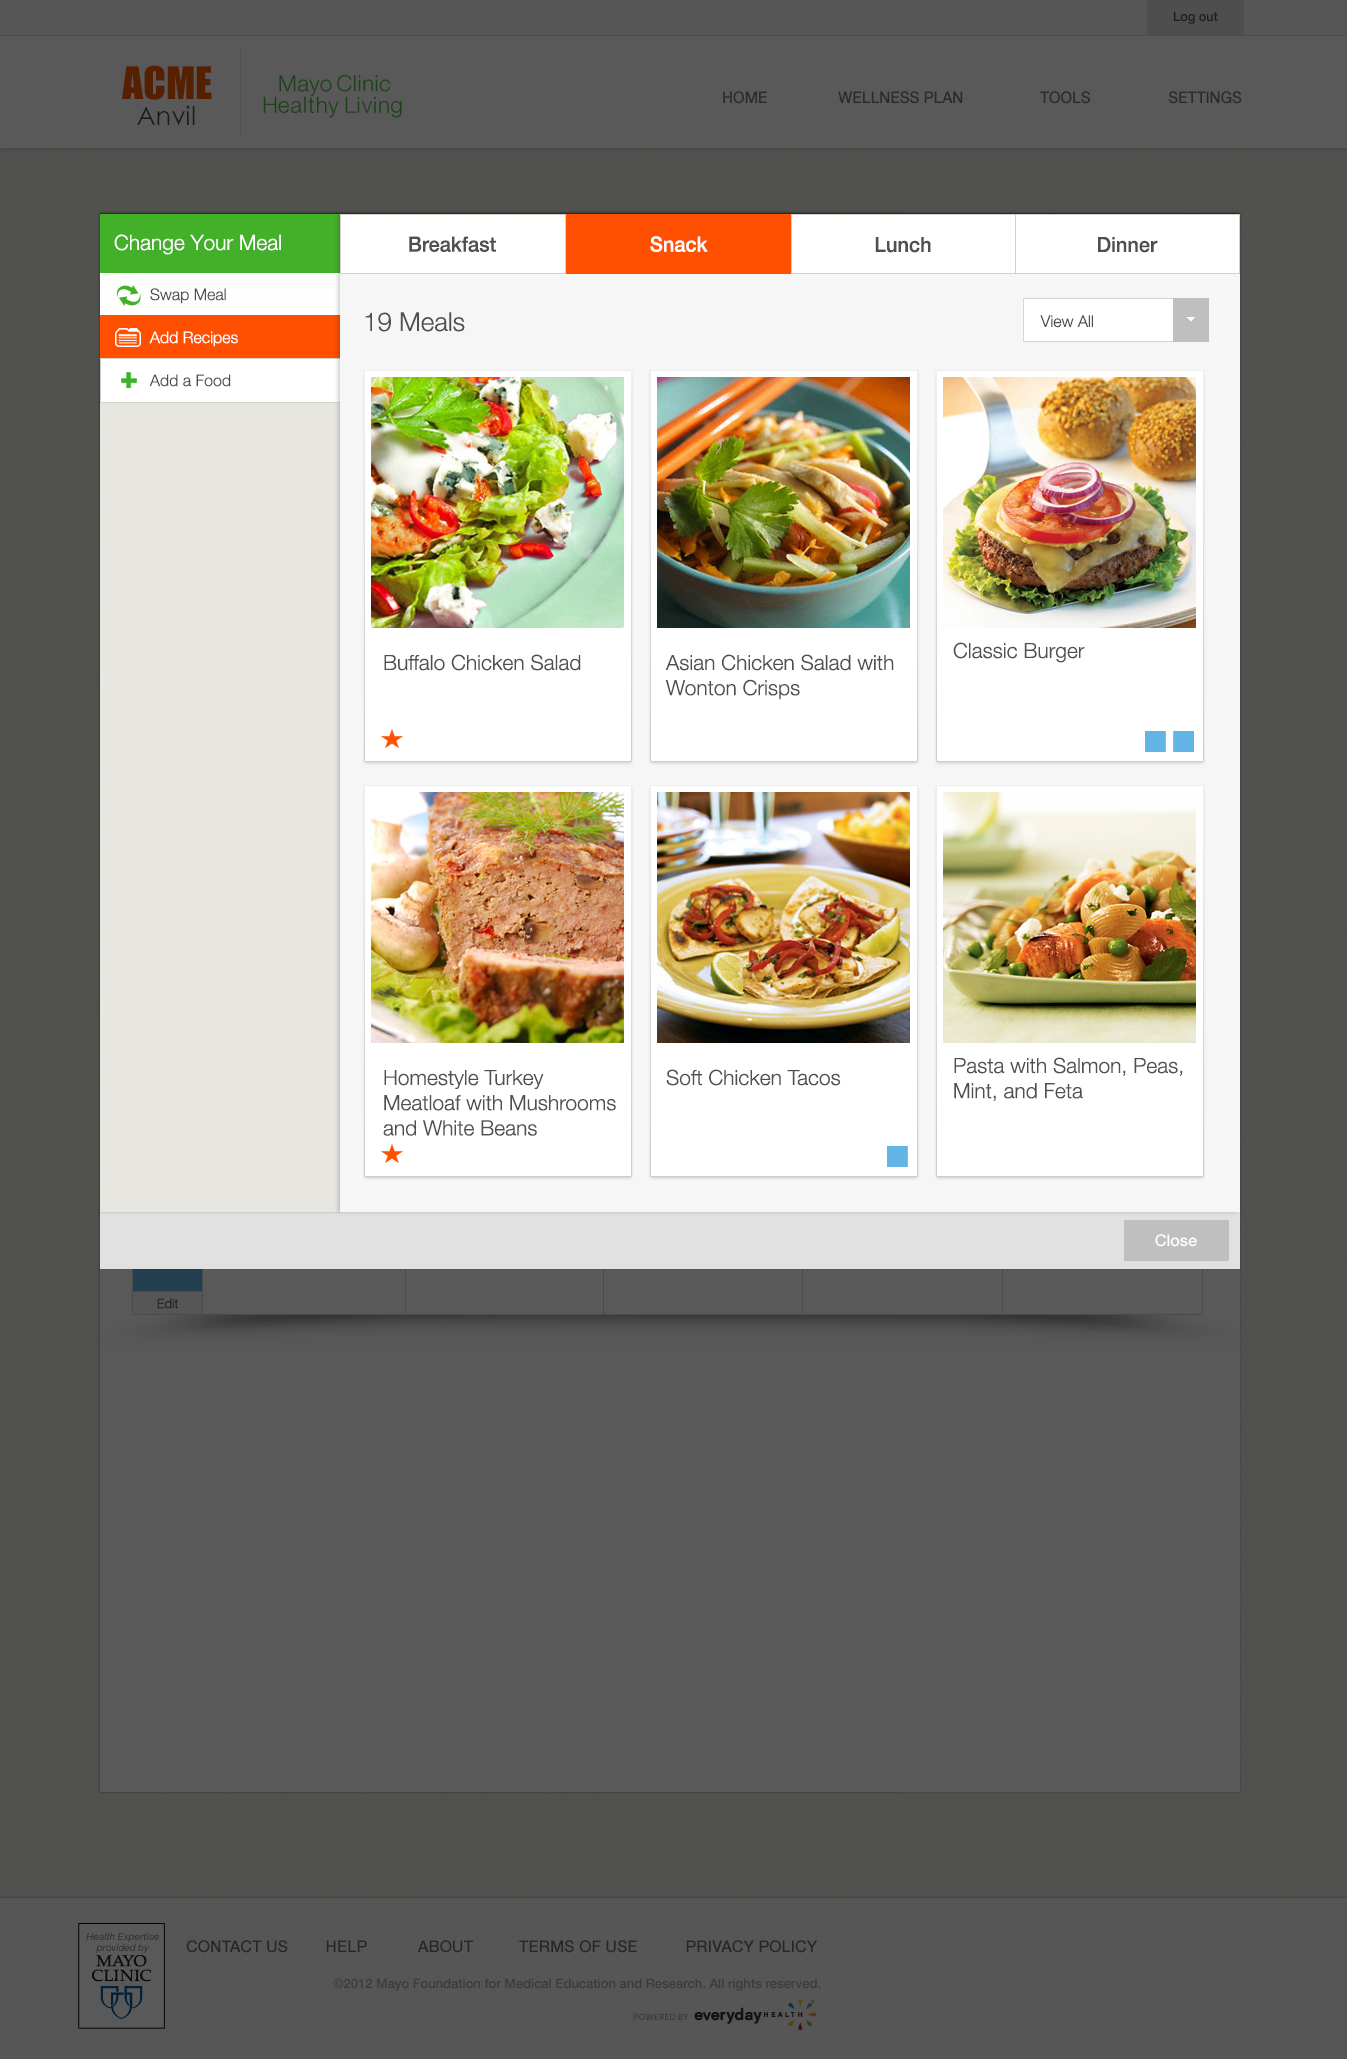 Log out
ACME
Anvil
Mayo Clinic
Healthy Living
HOME
WELLNESS PLAN
TOOLS
SETTINGS
Change Your Meal
Breakfast
Snack
Lunch
Dinner
Swap Meal
Add Recipes
Add a Food
19 Meals
View All
Buffalo Chicken Salad
Asian Chicken Salad with
Wonton Crisps
Classic Burger
Homestyle Turkey
Meatloaf with Mushrooms
and White Beans
Soft Chicken Tacos
Pasta with Salmon, Peas,
Mint, and Feta
Close
Edit
Health Expertise
provided by
MAYO
CLINIC
CONTACT US
HELP
ABOUT
TERMS OF USE
PRIVACY POLICY
©2012 Mayo Foundation for Medical Education and Research. All rights reserved.
POWERED BY everydayHEALTH